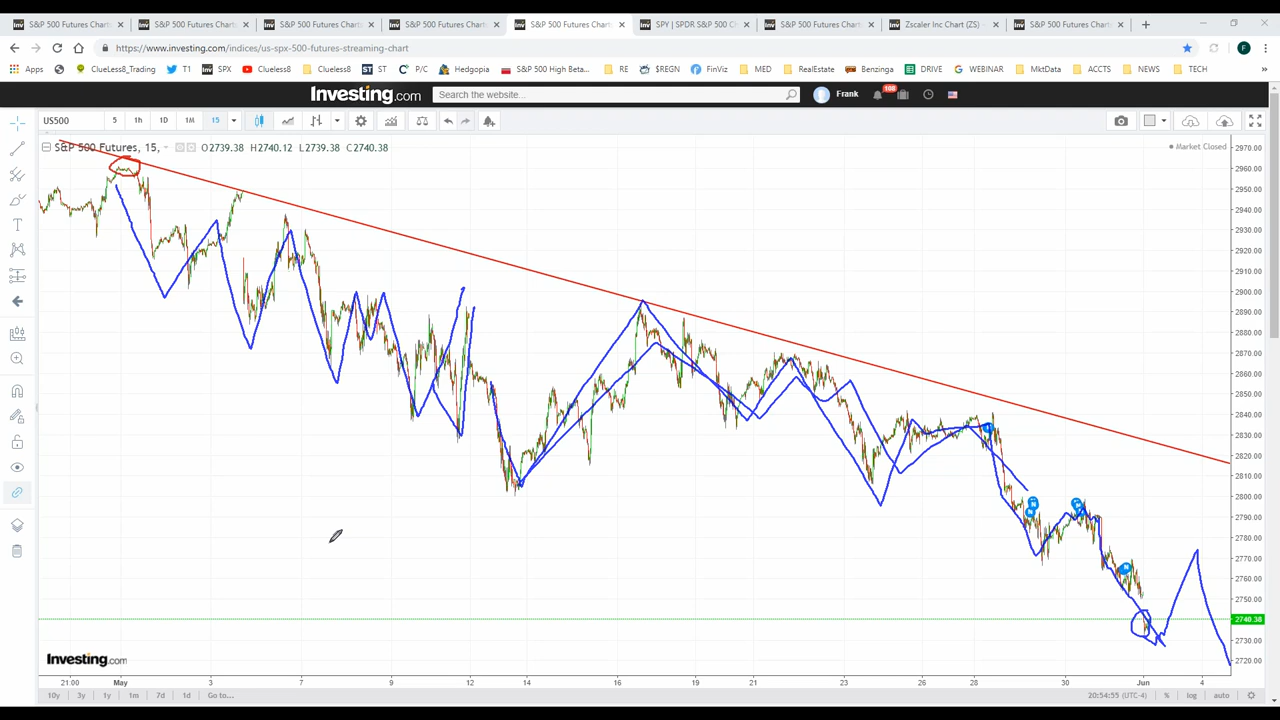 S&P 500 Futures Chart
S&P 500 Futures Chart
S&P 500 Futures Chart
S&P 500 Futures Chart
S&P 500 Futures Chart
SPY | SPDR S&P 500 Ch
S&P 500 Futures Chart
Zscaler Inc Chart (ZS) -
S&P 500 Futures Chart
https://www.investing.com/indices/us-spx-500-futures-streaming-chart
F
Apps ClueLess8_Trading T1 SPX Clueless8 Clueless8 ST P/C Hedgopia S&P 500 High Beta... RE $REGN FinViz MED RealEstate Benzinga DRIVE WEBINAR MktData ACCTS NEWS TECH »
Investing.com Search the website... Frank 108
US500 5 1h 1D 1M 15
S&P 500 Futures, 15, O2739.38 H2740.12 L2739.38 C2740.38 Market Closed
2970.00
2960.00
2950.00
2940.00
2930.00
2920.00
2910.00
2900.00
2890.00
2880.00
2870.00
2860.00
2850.00
2840.00
2830.00
2820.00
2810.00
2800.00
2790.00
2780.00
2770.00
2760.00
2750.00
2740.38
2730.00
2720.00
Investing.com
21:00 May 3 7 9 12 14 16 19 21 23 26 28 30 Jun 4
10y 3y 1y 1m 7d 1d Go to... 20:54:55 (UTC-4) % log auto